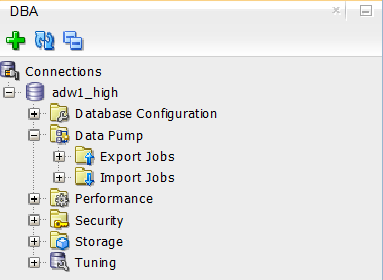 DBA
Connections
adw1_high
Database Configuration
Data Pump
Export Jobs
Import Jobs
Performance
Security
Storage
Tuning